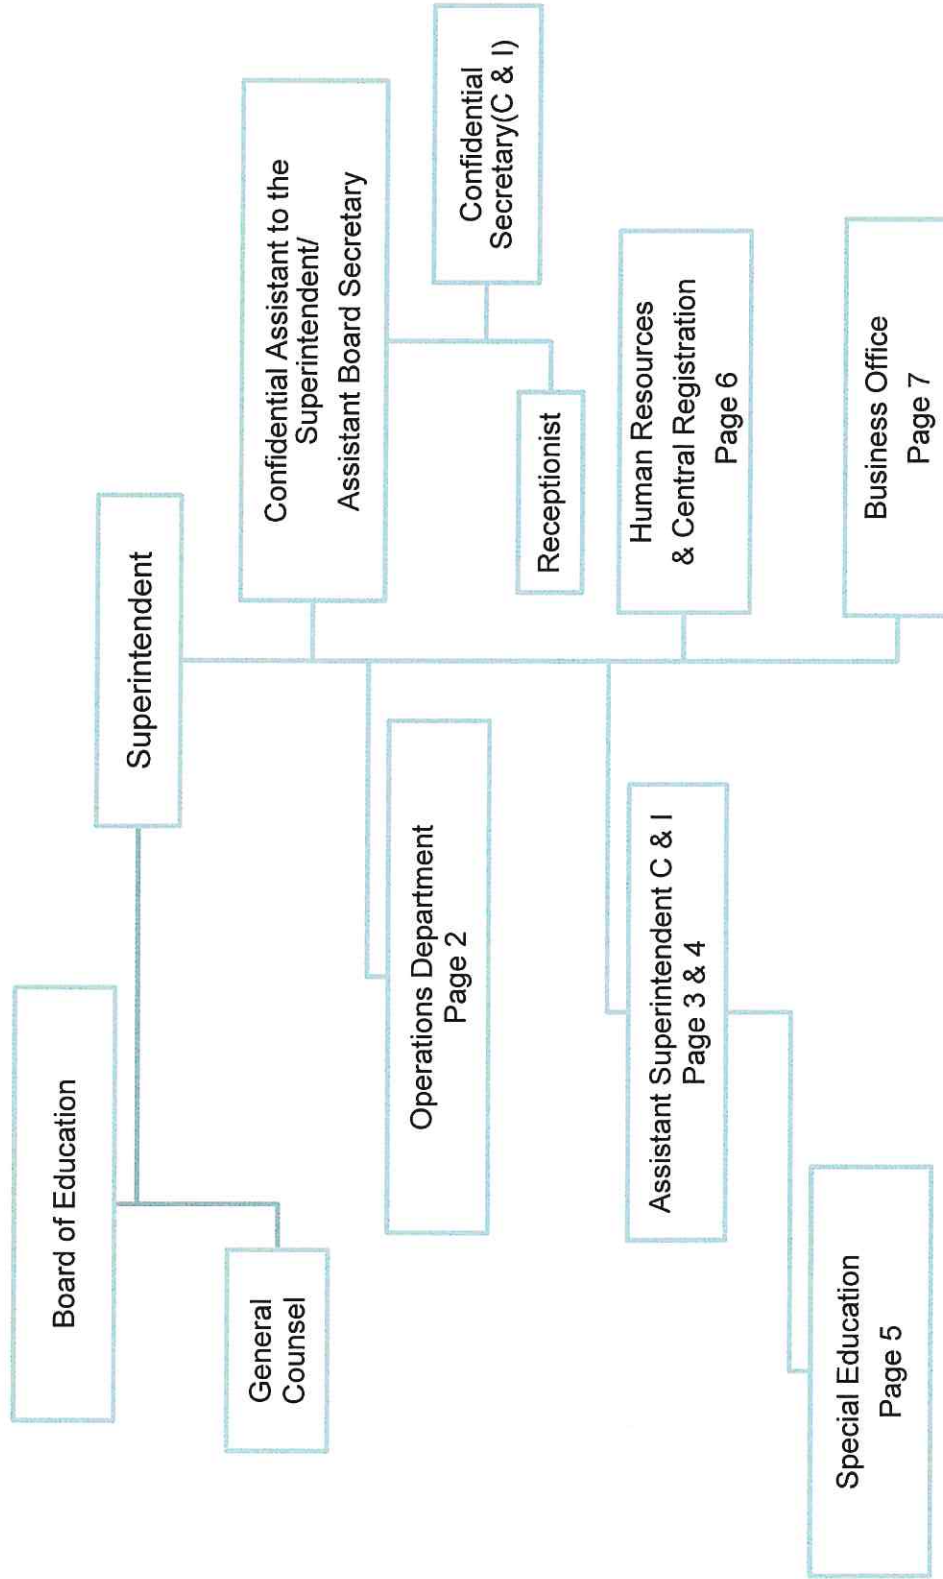 Board of Education
Superintendent
General
Counsel
Confidential Assistant to the
Superintendent/
Assistant Board Secretary
Operations Department
Page 2
Confidential
Secretary(C & I)
Receptionist
Assistant Superintendent C & I
Page 3 & 4
Human Resources
& Central Registration
Page 6
Special Education
Page 5
Business Office
Page 7